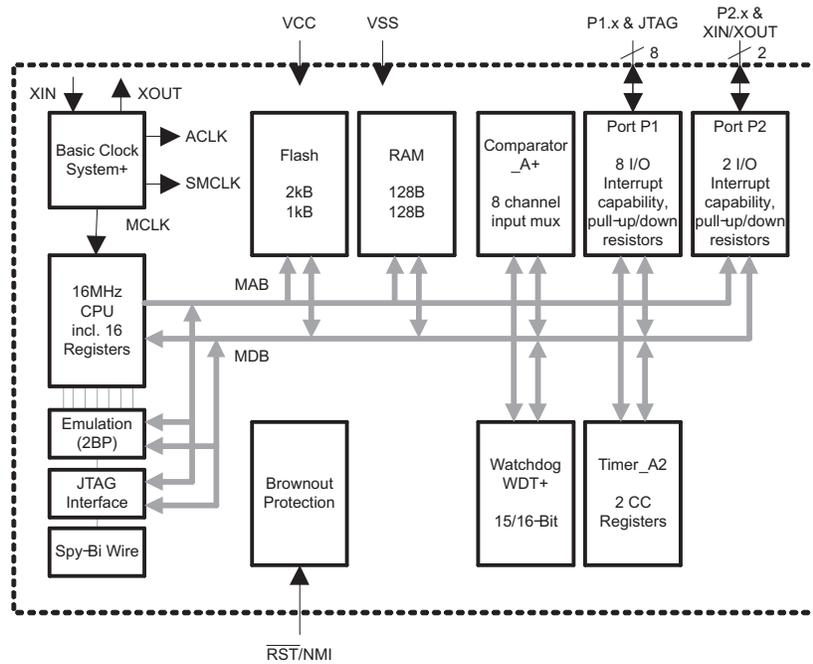 VCC
VSS
P1.x & JTAG
P2.x &
XIN/XOUT
8
2
XIN
XOUT
Basic Clock
System+
ACLK
SMCLK
MCLK
Flash
2kB
1kB
RAM
128B
128B
Comparator
_A+
8 channel
input mux
Port P1
8 I/O
Interrupt
capability,
pull-up/down
resistors
Port P2
2 I/O
Interrupt
capability,
pull-up/down
resistors
16MHz
CPU
incl. 16
Registers
MAB
MDB
Emulation
(2BP)
JTAG
Interface
Spy-Bi Wire
Brownout
Protection
Watchdog
WDT+
15/16-Bit
Timer_A2
2 CC
Registers
RST/NMI